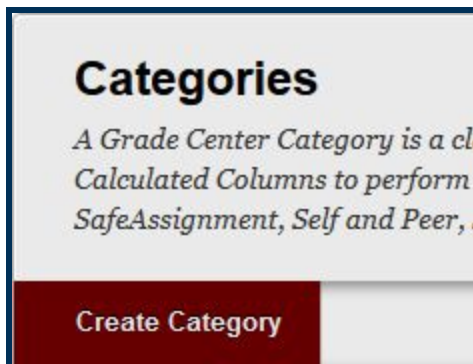 Categories
A Grade Center Category is a
Calculated Columns to perform
SafeAssignment, Self and Peer,
Create Category